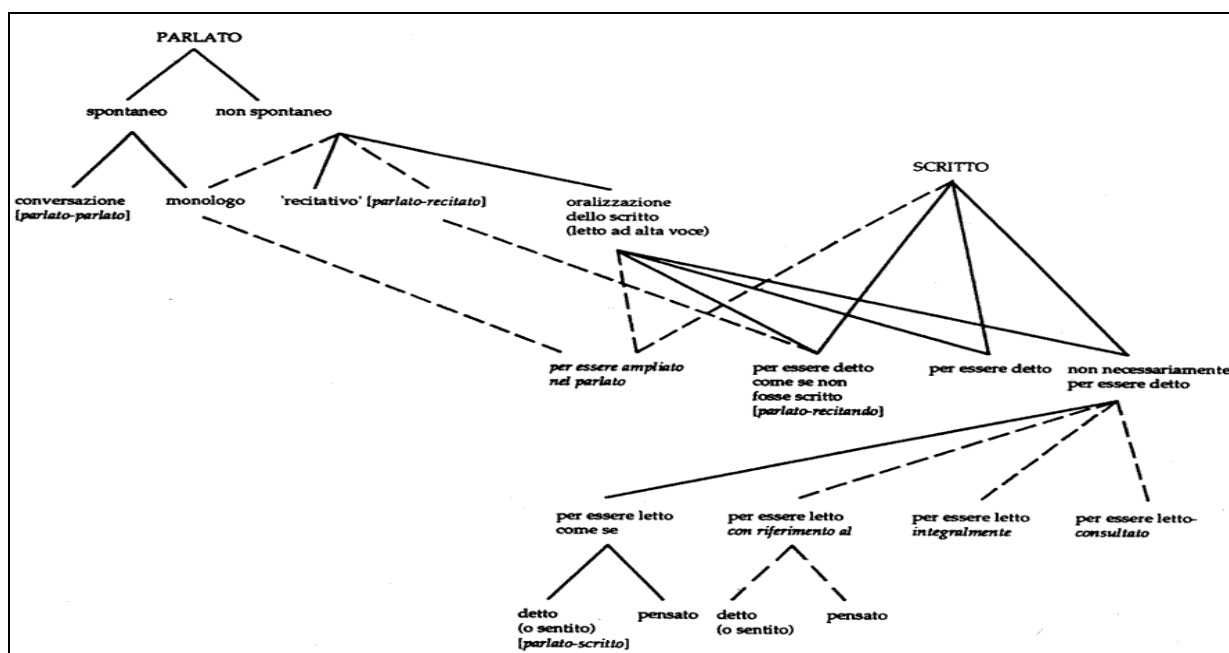 PARLATO
spontaneo
non spontaneo
SCRITTO
conversazione
[parlato-parlato]
monologo
'recitativo' [parlato-recitato]
oralizzazione
dello scritto
(letto ad alta voce)
per essere ampliato
nel parlato
per essere detto
come se non
fosse scritto
[parlato-recitando]
per essere detto
non necessariamente
per essere detto
per essere letto
come se
per essere letto
con riferimento al
per essere letto
integralmente
per essere letto-
consultato
detto
(o sentito)
[parlato-scritto]
pensato
detto
(o sentito)
pensato